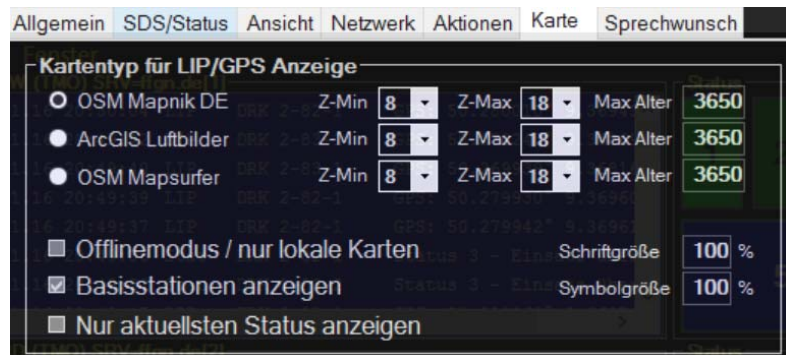 Allgemein SDS/Status Ansicht Netzwerk Aktionen Karte Sprechwunsch
Kartentyp für LIP/GPS Anzeige
OSM Mapnik DE Z-Min 8 Z-Max 18 Max Alter 3650
ArcGIS Luftbilder Z-Min 8 Z-Max 18 Max Alter 3650
OSM Mapsurfer Z-Min 8 Z-Max 18 Max Alter 3650
Offlinemodus / nur lokale Karten Schriftgröße 100 %
Basisstationen anzeigen Symbolgröße 100 %
Nur aktuellsten Status anzeigen